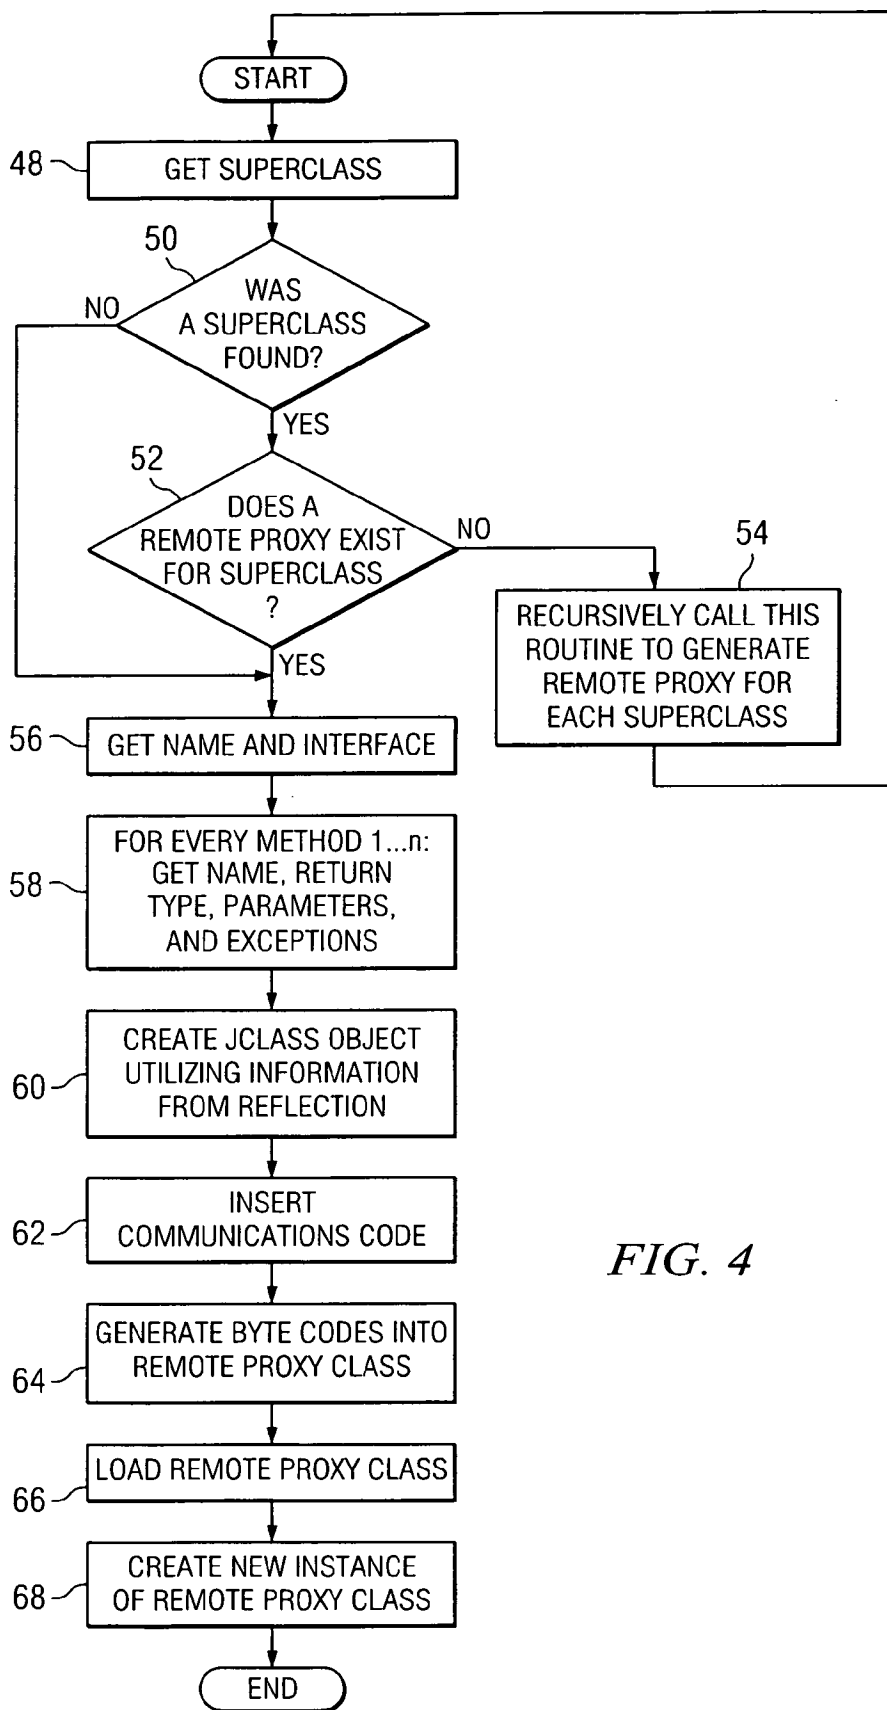 START
48
GET SUPERCLASS
50
WAS
A SUPERCLASS
FOUND?
NO
YES
52
DOES A
REMOTE PROXY EXIST
FOR SUPERCLASS
?
NO
YES
54
RECURSIVELY CALL THIS
ROUTINE TO GENERATE
REMOTE PROXY FOR
EACH SUPERCLASS
56
GET NAME AND INTERFACE
58
FOR EVERY METHOD 1...n:
GET NAME, RETURN
TYPE, PARAMETERS,
AND EXCEPTIONS
60
CREATE JCLASS OBJECT
UTILIZING INFORMATION
FROM REFLECTION
62
INSERT
COMMUNICATIONS CODE
FIG. 4
64
GENERATE BYTE CODES INTO
REMOTE PROXY CLASS
66
LOAD REMOTE PROXY CLASS
68
CREATE NEW INSTANCE
OF REMOTE PROXY CLASS
END